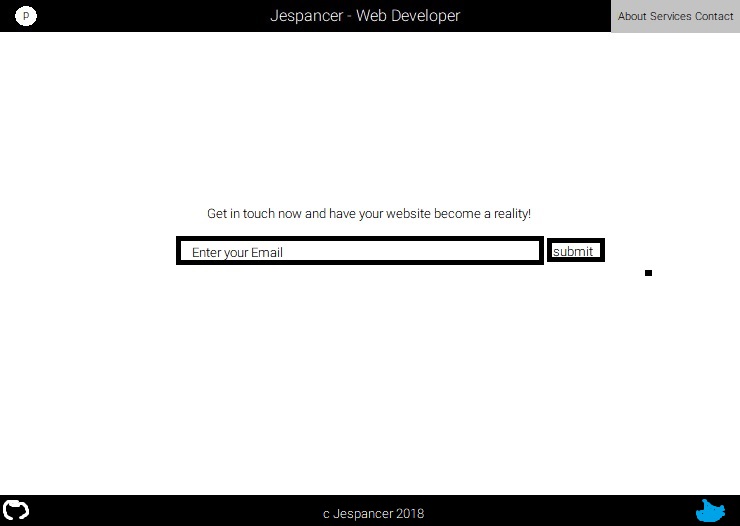 P
Jespancer - Web Developer
About Services Contact
Get in touch now and have your website become a reality!
Enter your Email
submit
c Jespancer 2018